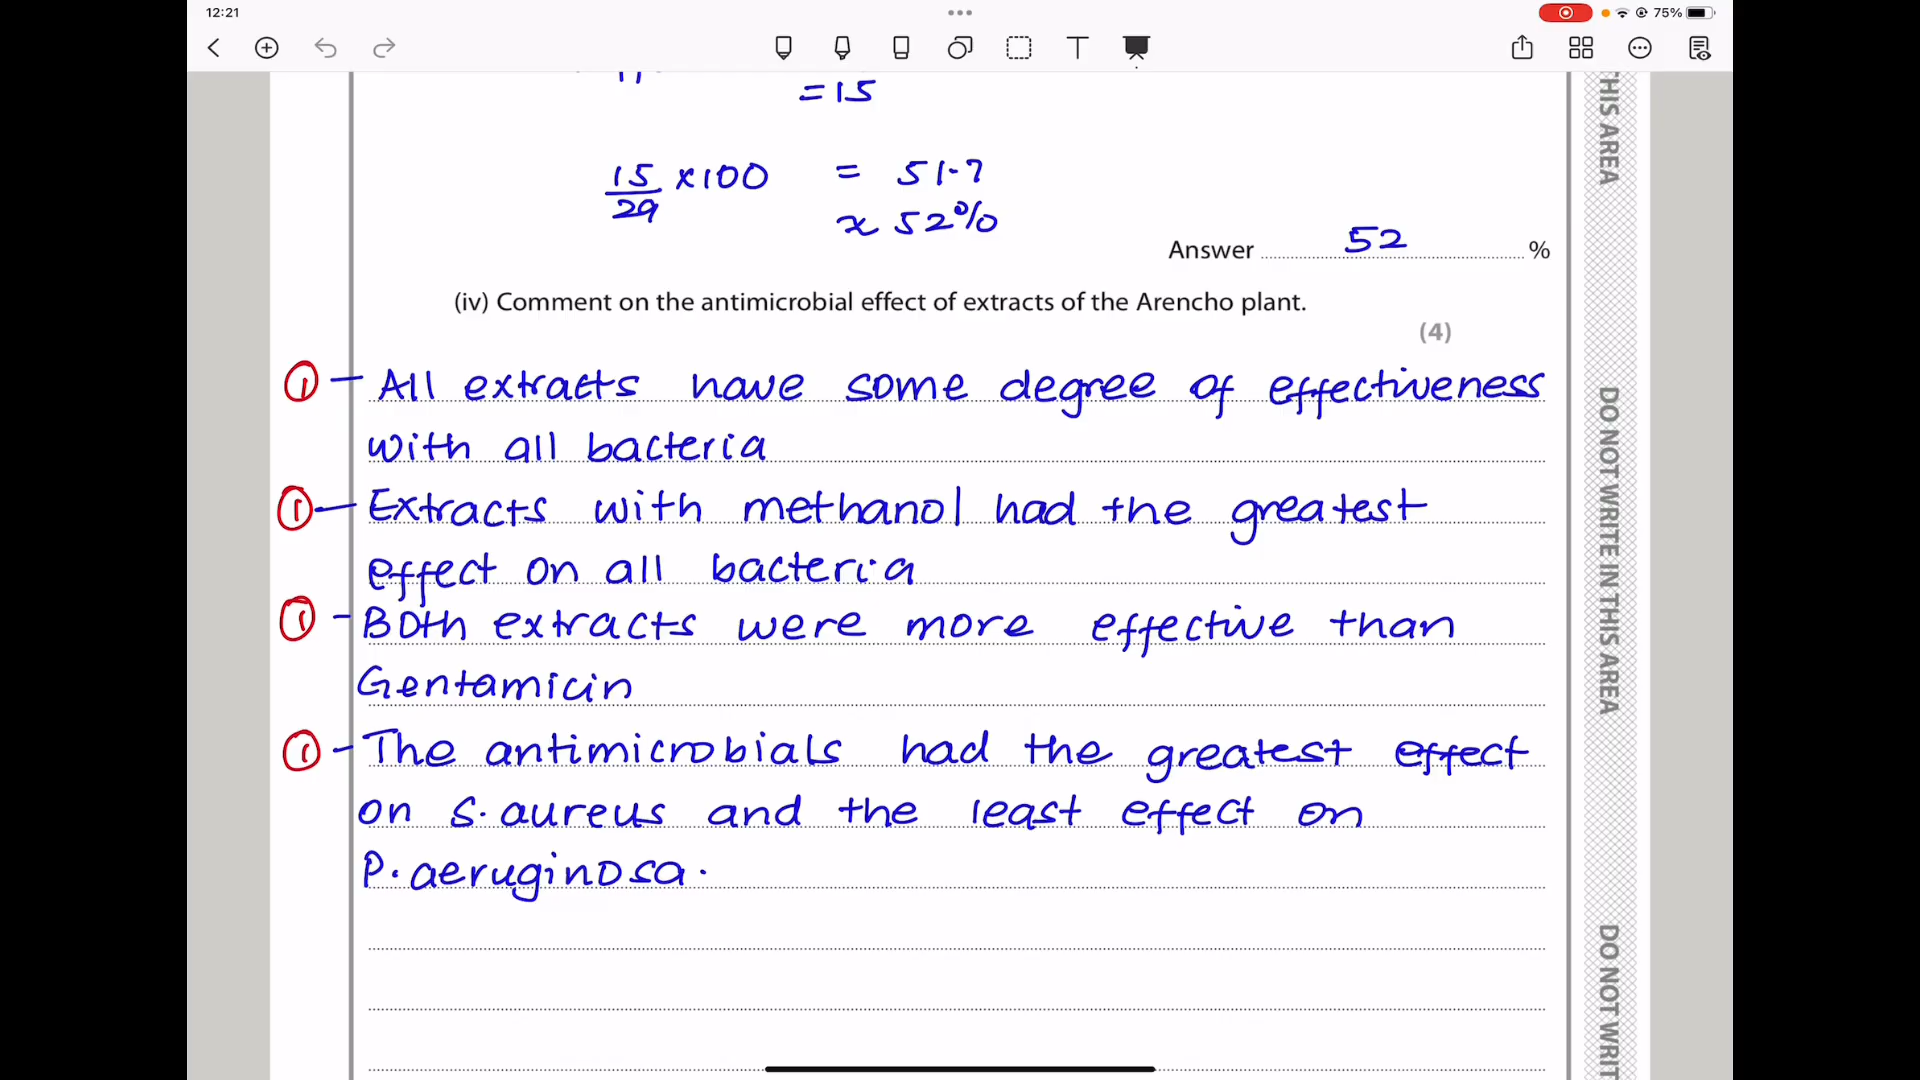 12:21
75%
= 15
15/29 × 100 = 51.7
≈ 52%
Answer 52 %
(iv) Comment on the antimicrobial effect of extracts of the Arencho plant.
(4)
① – All extracts have some degree of effectiveness
with all bacteria
① – Extracts with methanol had the greatest
effect on all bacteria
① – Both extracts were more effective than
Gentamicin
① – The antimicrobials had the greatest effect
on S. aureus and the least effect on
P. aeruginosa.
HIS AREA
DO NOT WRITE IN THIS AREA
DO NOT WRIT